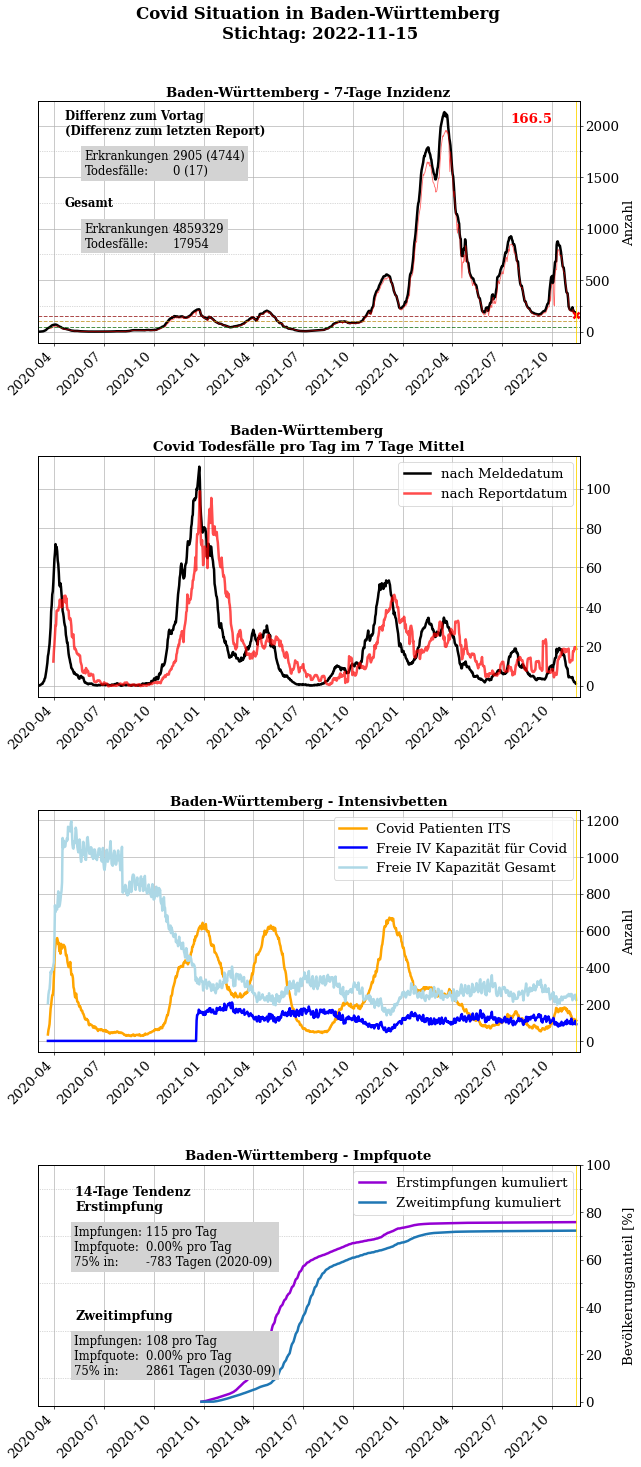 Covid Situation in Baden-Württemberg
Stichtag: 2022-11-15
Baden-Württemberg - 7-Tage Inzidenz
Differenz zum Vortag
(Differenz zum letzten Report)
Erkrankungen 2905 (4744)
Todesfälle: 0 (17)
Gesamt
Erkrankungen 4859329
Todesfälle: 17954
166.5
2000
1500
1000
500
0
Anzahl
2020-04 2020-07 2020-10 2021-01 2021-04 2021-07 2021-10 2022-01 2022-04 2022-07 2022-10
Baden-Württemberg
Covid Todesfälle pro Tag im 7 Tage Mittel
nach Meldedatum
nach Reportdatum
100
80
60
40
20
0
2020-04 2020-07 2020-10 2021-01 2021-04 2021-07 2021-10 2022-01 2022-04 2022-07 2022-10
Baden-Württemberg - Intensivbetten
Covid Patienten ITS
Freie IV Kapazität für Covid
Freie IV Kapazität Gesamt
1200
1000
800
600
400
200
0
Anzahl
2020-04 2020-07 2020-10 2021-01 2021-04 2021-07 2021-10 2022-01 2022-04 2022-07 2022-10
Baden-Württemberg - Impfquote
14-Tage Tendenz
Erstimpfung
Impfungen: 115 pro Tag
Impfquote: 0.00% pro Tag
75% in: -783 Tagen (2020-09)
Zweitimpfung
Impfungen: 108 pro Tag
Impfquote: 0.00% pro Tag
75% in: 2861 Tagen (2030-09)
Erstimpfungen kumuliert
Zweitimpfung kumuliert
100
80
60
40
20
0
Bevölkerungsanteil [%]
2020-04 2020-07 2020-10 2021-01 2021-04 2021-07 2021-10 2022-01 2022-04 2022-07 2022-10